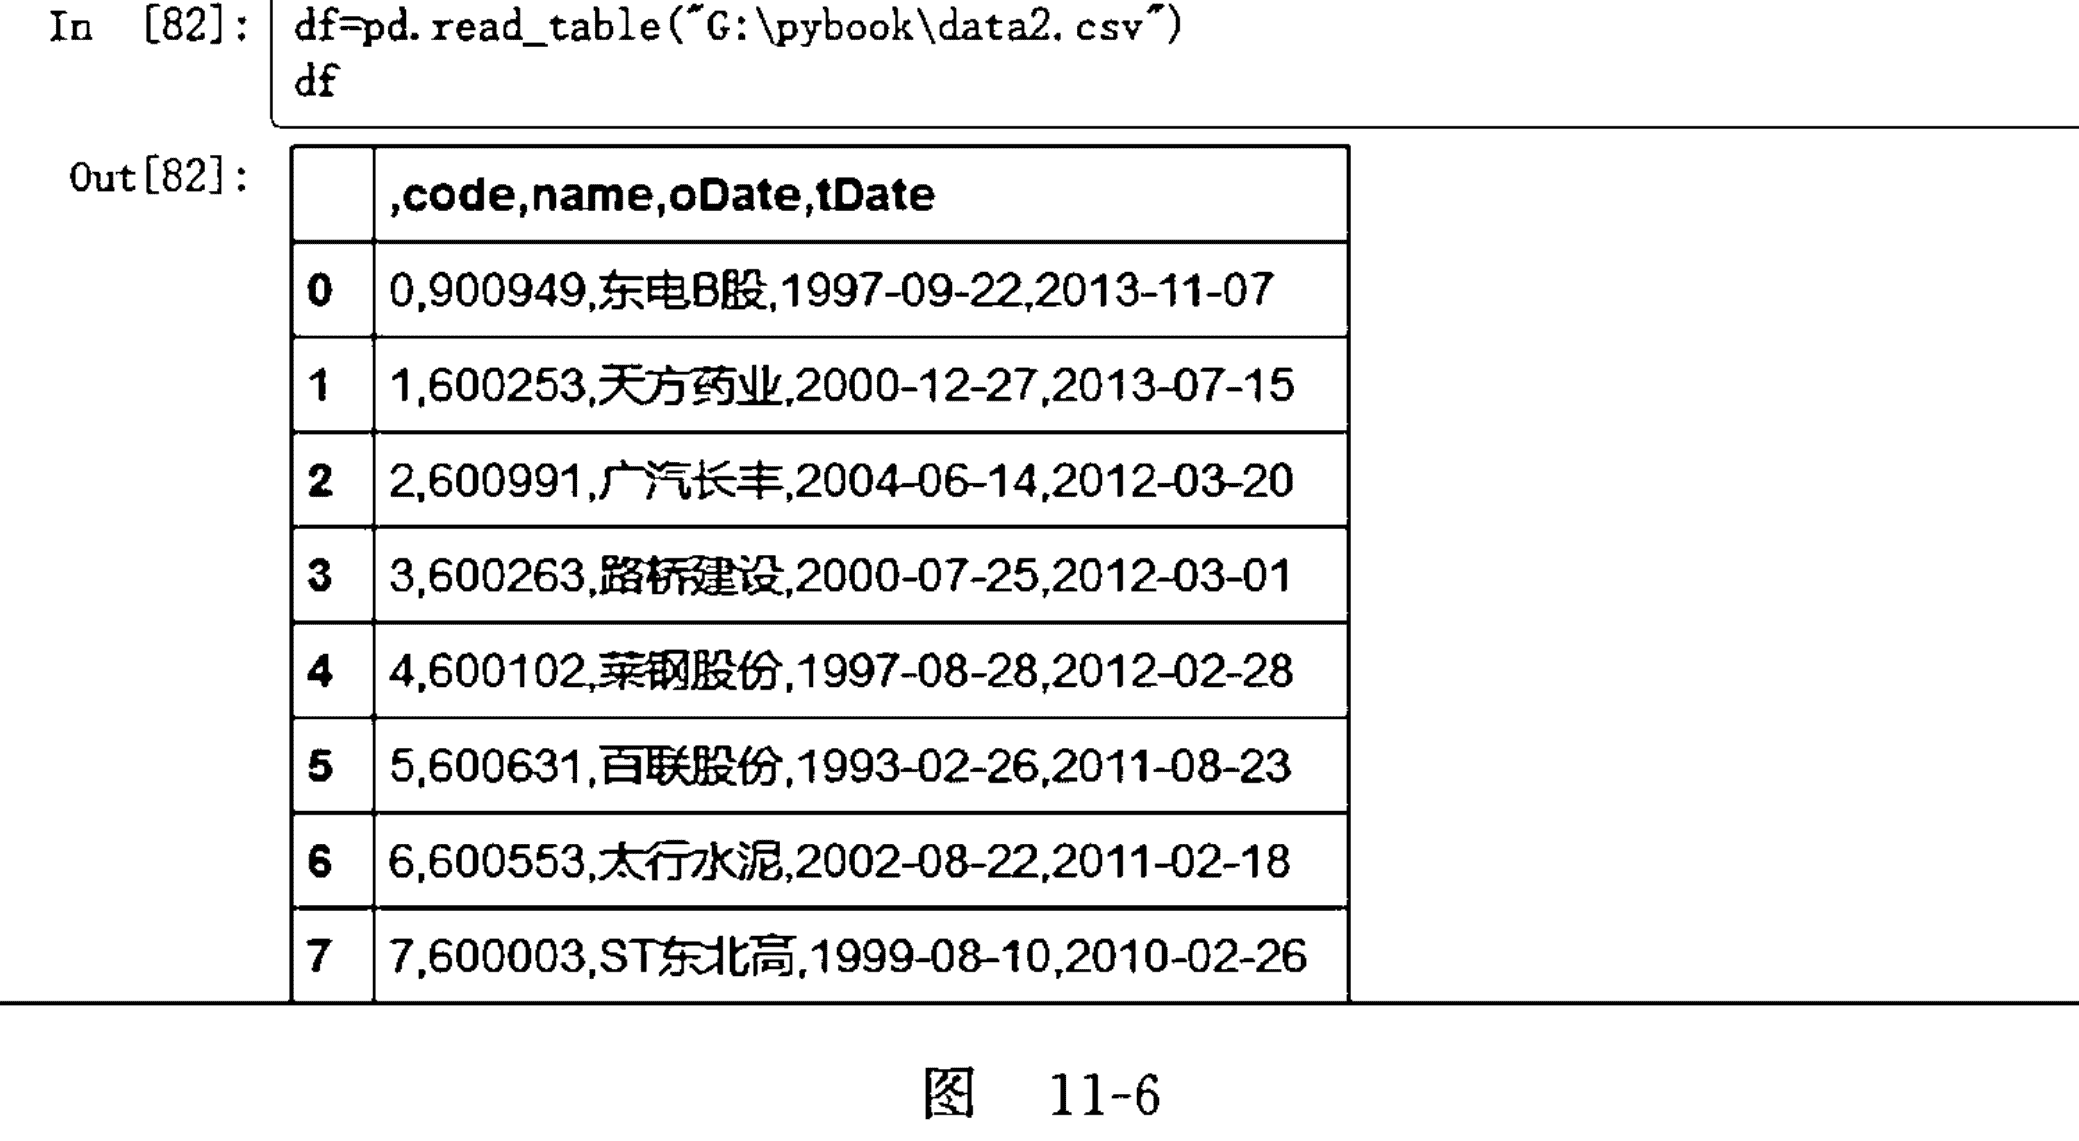 In [82]: df=pd.read_table("G:\pybook\data2.csv")
df
Out[82]:
,code,name,oDate,tDate
0 0,900949,东电B股,1997-09-22,2013-11-07
1 1,600253,天方药业,2000-12-27,2013-07-15
2 2,600991,广汽长丰,2004-06-14,2012-03-20
3 3,600263,路桥建设,2000-07-25,2012-03-01
4 4,600102,莱钢股份,1997-08-28,2012-02-28
5 5,600631,百联股份,1993-02-26,2011-08-23
6 6,600553,太行水泥,2002-08-22,2011-02-18
7 7,600003,ST东北高,1999-08-10,2010-02-26
图 11-6